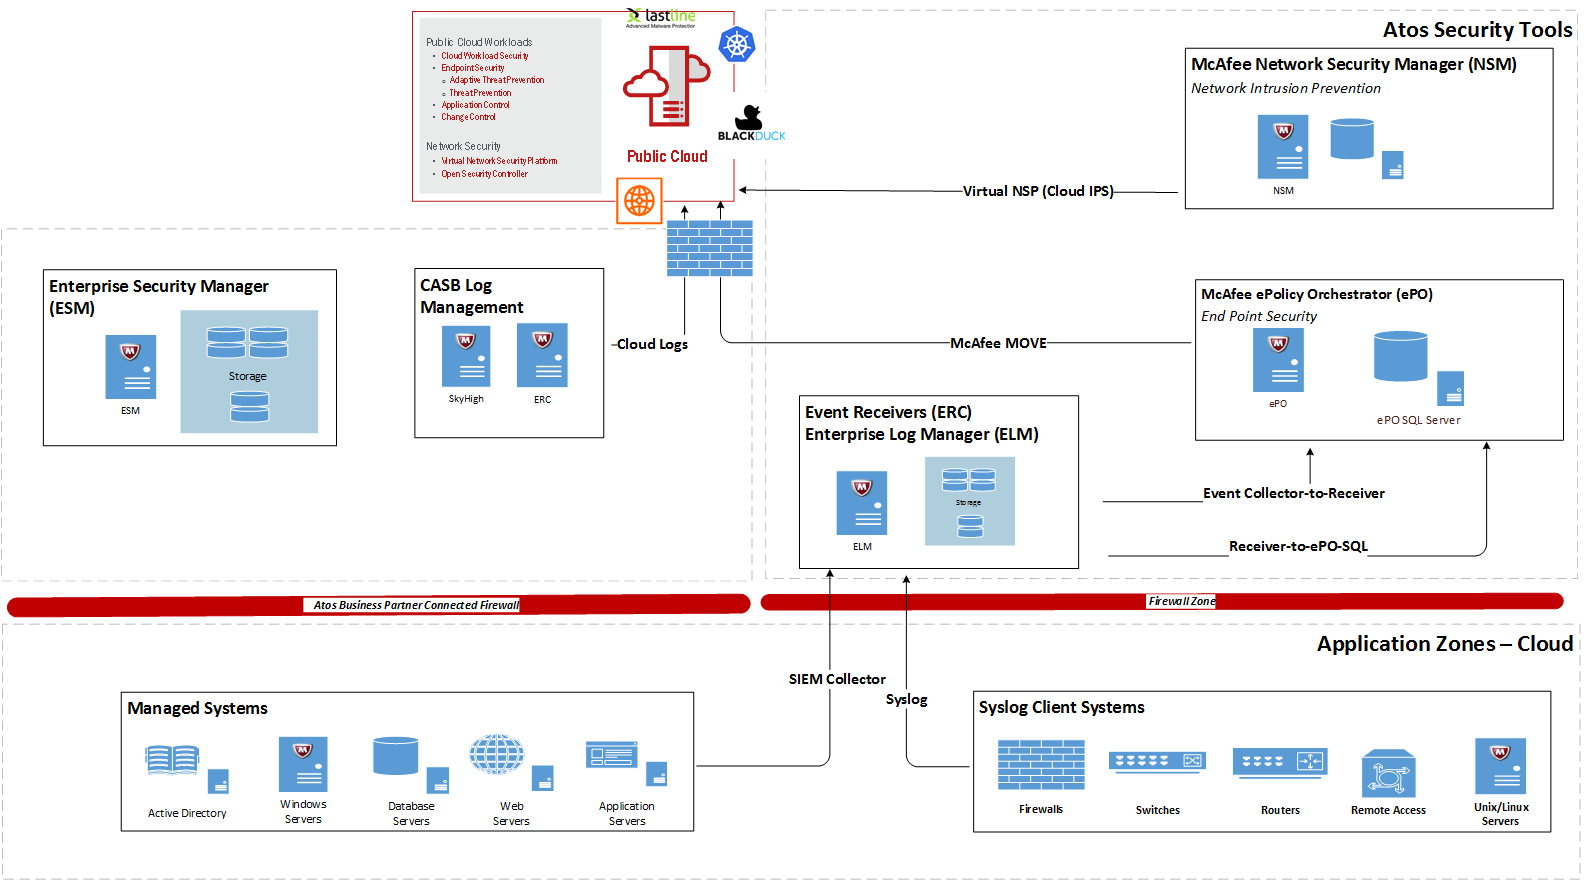 lastline
Advanced Malware Protection
Public Cloud Workloads
Cloud Workload Security
Endpoint Security
Adaptive Threat Prevention
Threat Prevention
Application Control
Change Control
Network Security
Virtual Network Security Platform
Open Security Controller
Public Cloud
BLACKDUCK
Atos Security Tools
McAfee Network Security Manager (NSM)
Network Intrusion Prevention
NSM
Virtual NSP (Cloud IPS)
Enterprise Security Manager
(ESM)
ESM
Storage
CASB Log
Management
SkyHigh
ERC
Cloud Logs
McAfee MOVE
McAfee ePolicy Orchestrator (ePO)
End Point Security
ePO
ePO SQL Server
Event Receivers (ERC)
Enterprise Log Manager (ELM)
ELM
Storage
Event Collector-to-Receiver
Receiver-to-ePO-SQL
Atos Business Partner Connected Firewall
Firewall Zone
Application Zones – Cloud
SIEM Collector
Syslog
Managed Systems
Active Directory
Windows
Servers
Database
Servers
Web
Servers
Application
Servers
Syslog Client Systems
Firewalls
Switches
Routers
Remote Access
Unix/Linux
Servers